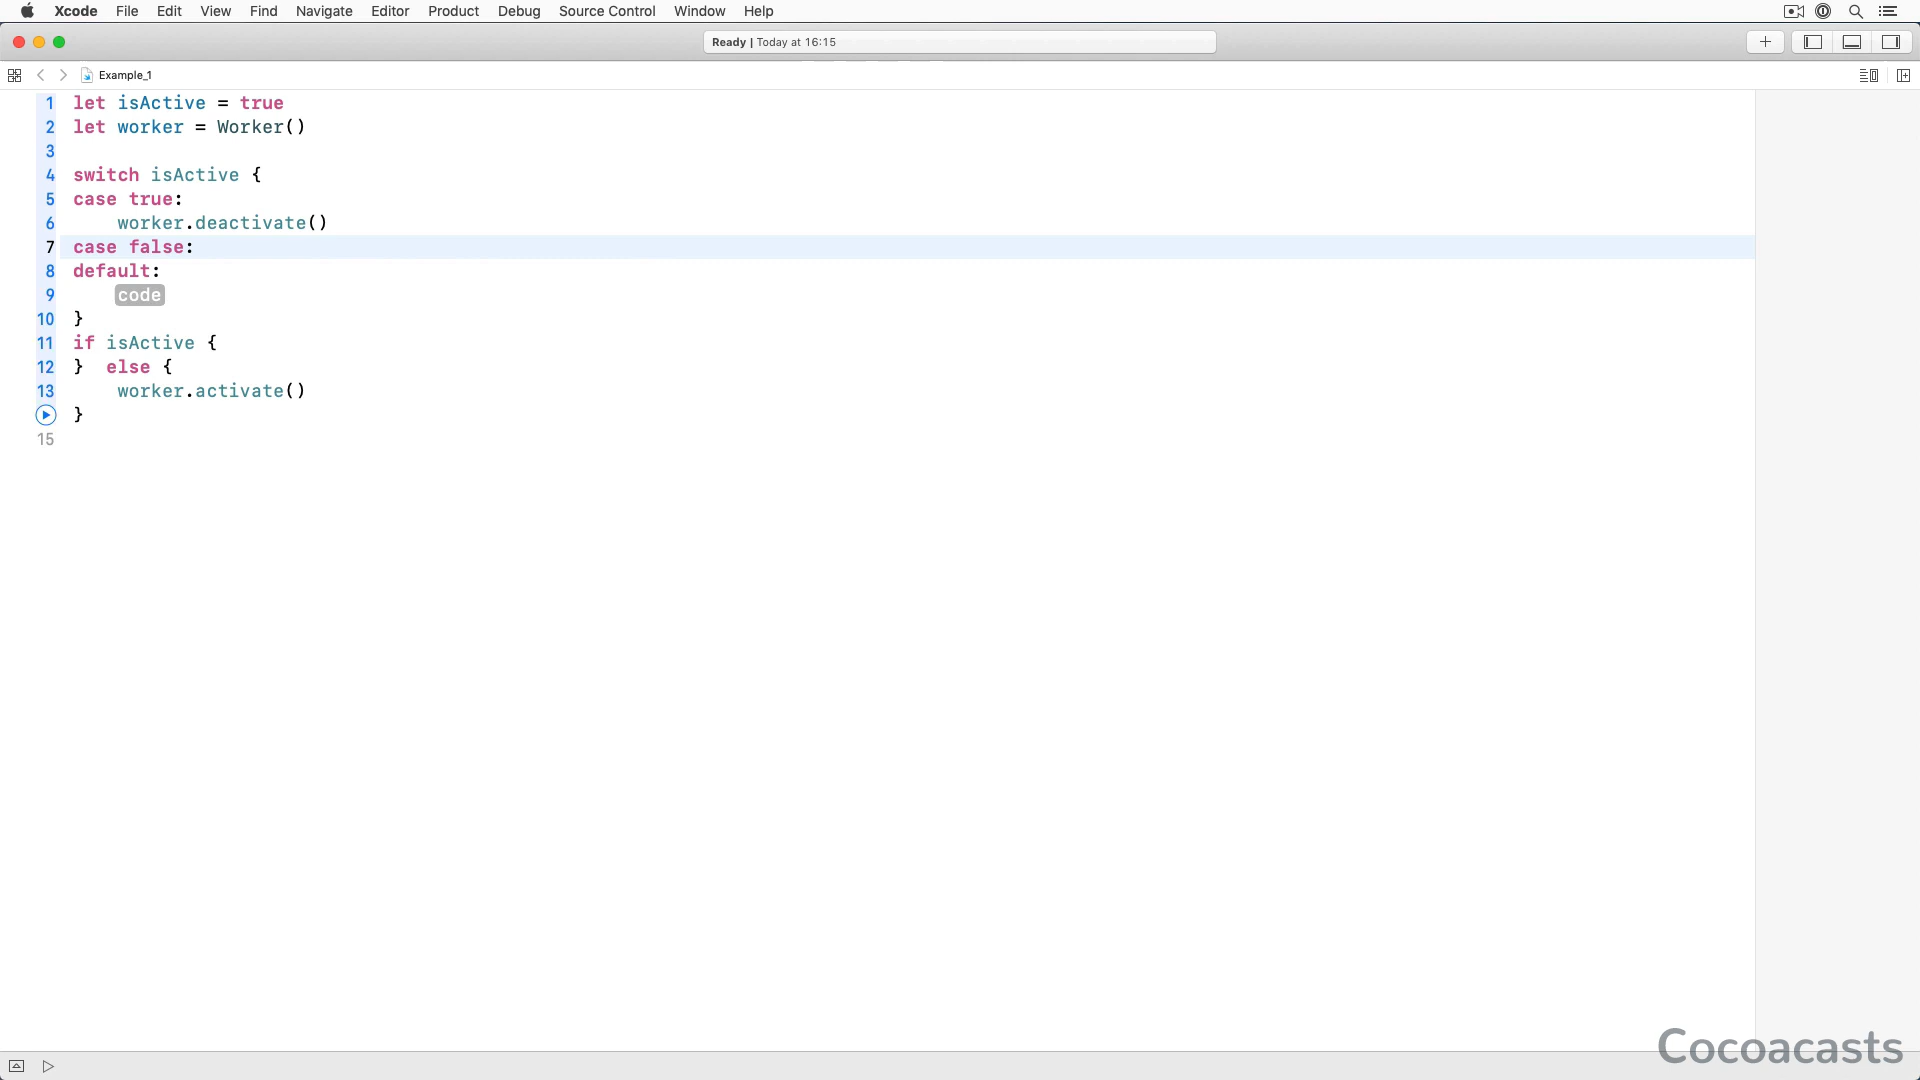 Xcode File Edit View Find Navigate Editor Product Debug Source Control Window Help
Ready | Today at 16:15
Example_1
1 let isActive = true
2 let worker = Worker()
3
4 switch isActive {
5 case true:
6     worker.deactivate()
7 case false:
8 default:
9     code
10 }
11 if isActive {
12 }  else {
13     worker.activate()
}
15
Cocoacasts